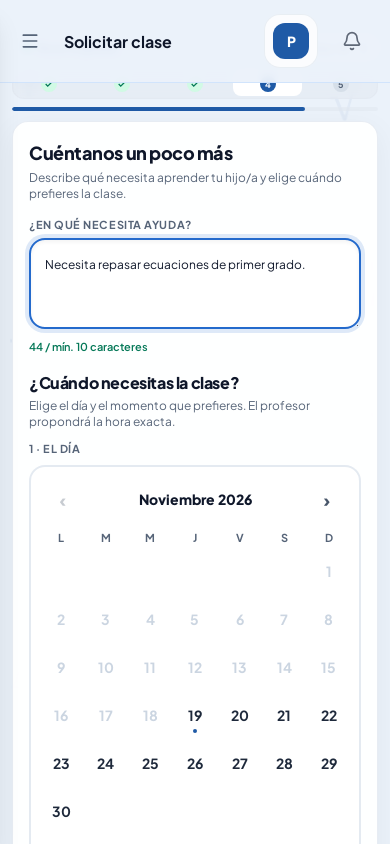 Solicitar clase
P
4
5
Cuéntanos un poco más
Describe qué necesita aprender tu hijo/a y elige cuándo
prefieres la clase.
¿EN QUÉ NECESITA AYUDA?
Necesita repasar ecuaciones de primer grado.
44 / mín. 10 caracteres
¿Cuándo necesitas la clase?
Elige el día y el momento que prefieres. El profesor
propondrá la hora exacta.
1 · EL DÍA
‹ Noviembre 2026 ›
L M M J V S D
1
2 3 4 5 6 7 8
9 10 11 12 13 14 15
16 17 18 19 20 21 22
23 24 25 26 27 28 29
30